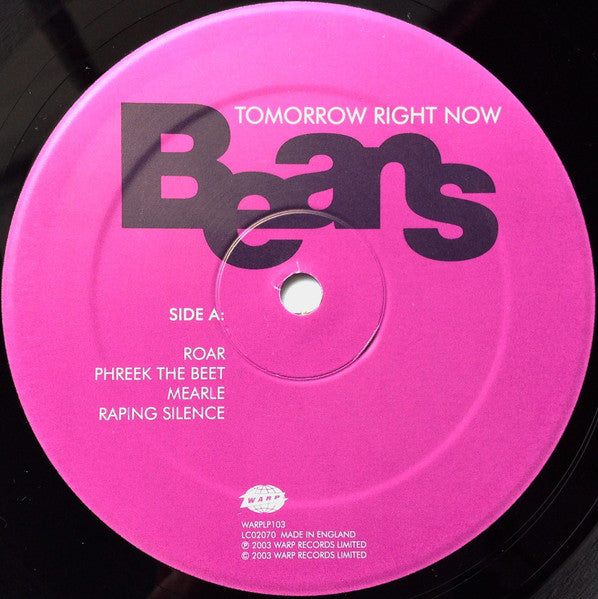 TOMORROW RIGHT NOW
Beans
SIDE A:
ROAR
PHREEK THE BEET
MEARLE
RAPING SILENCE
WARP
WARPLP103
LC02070 MADE IN ENGLAND
℗ 2003 WARP RECORDS LIMITED
© 2003 WARP RECORDS LIMITED